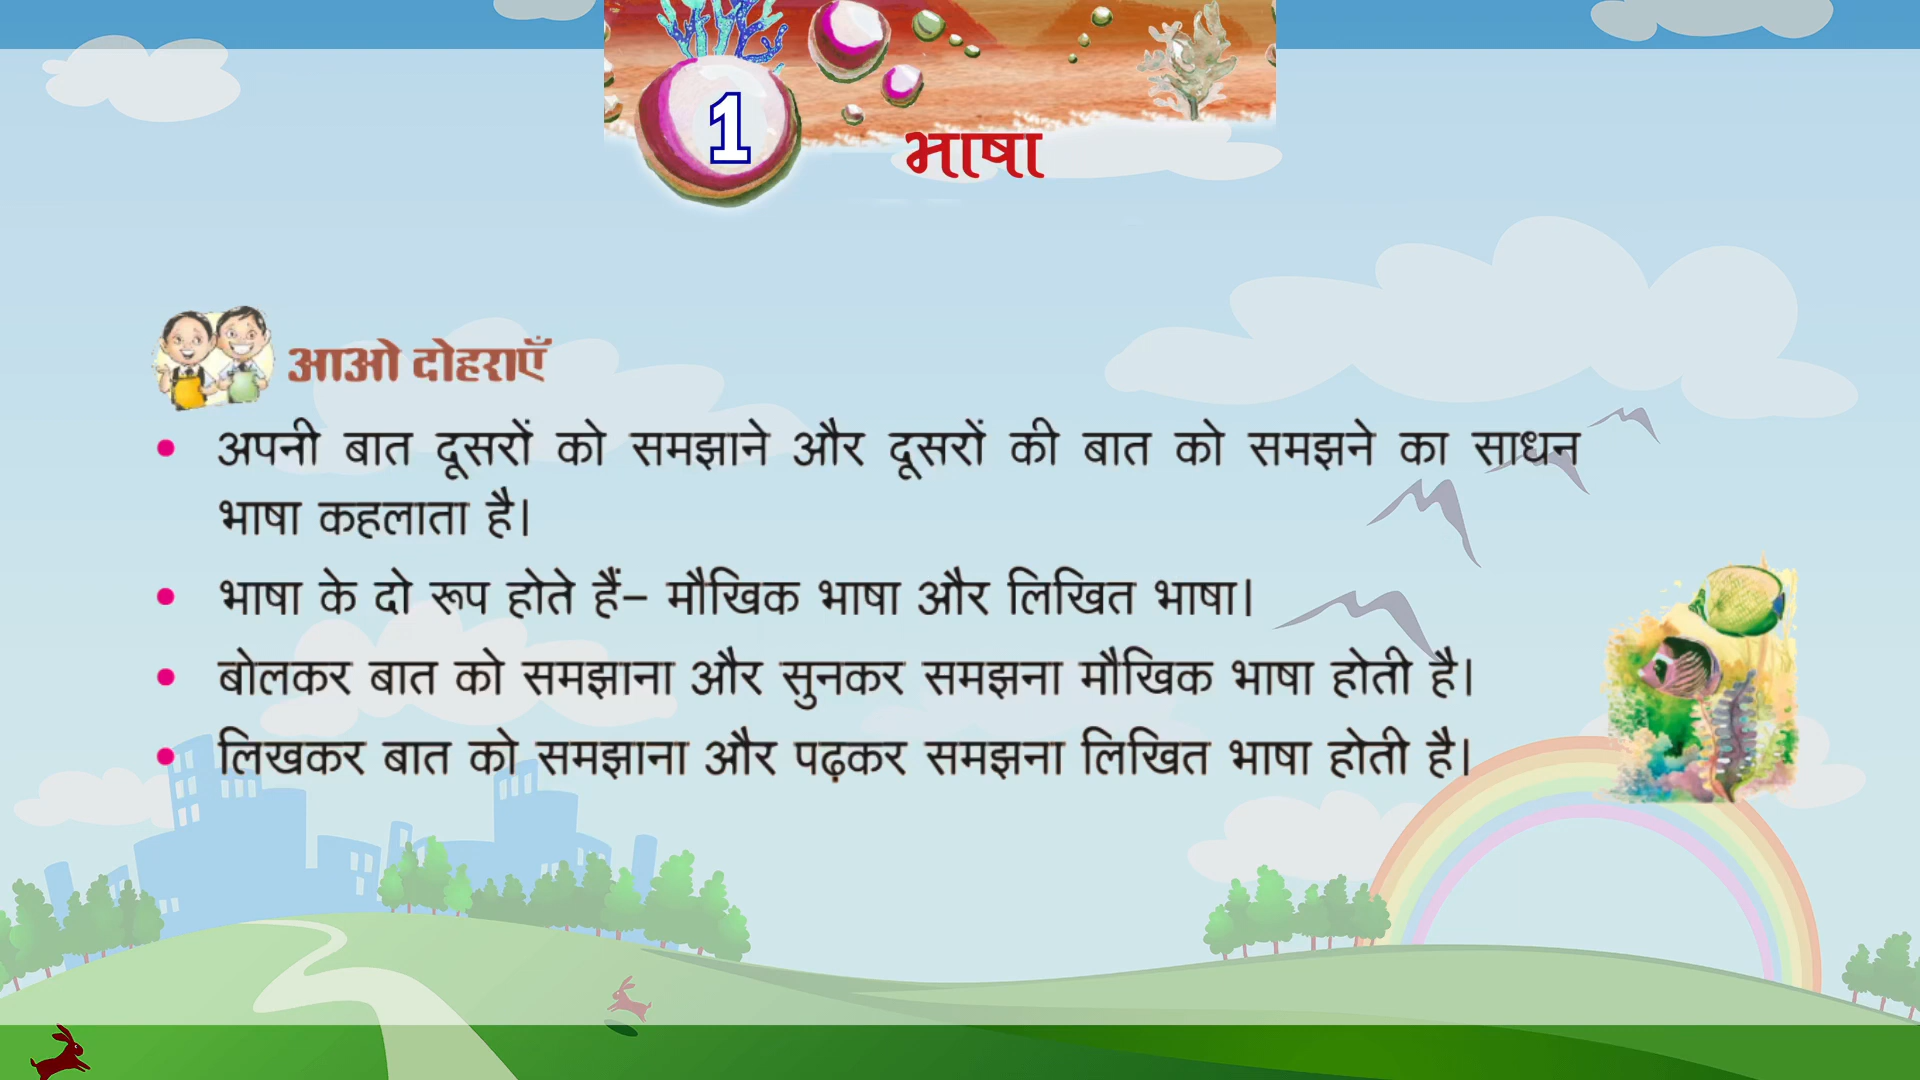 1
भाषा
आओ दोहराएँ
• अपनी बात दूसरों को समझाने और दूसरों की बात को समझने का साधन
भाषा कहलाता है।
• भाषा के दो रूप होते हैं– मौखिक भाषा और लिखित भाषा।
• बोलकर बात को समझाना और सुनकर समझना मौखिक भाषा होती है।
• लिखकर बात को समझाना और पढ़कर समझना लिखित भाषा होती है।